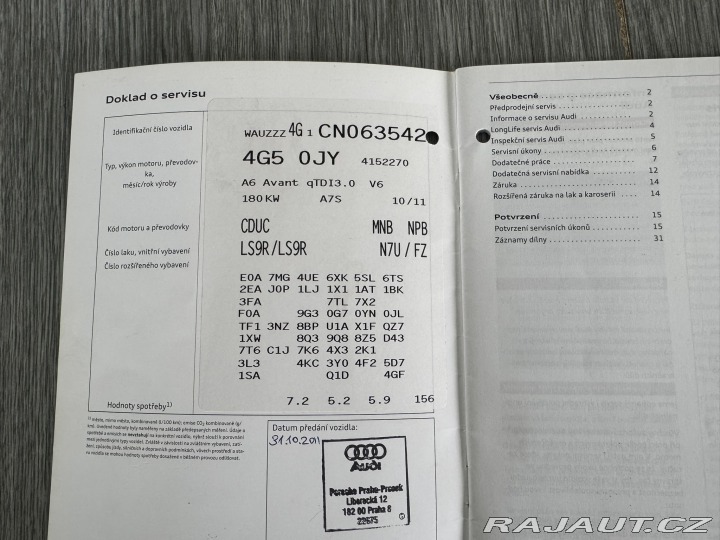 Doklad o servisu
Identifikační číslo vozidla
WAUZZZ 4G 1 CN063542
Typ, výkon motoru, převodov-
ka,
měsíc/rok výroby
4G5 0JY 4152270
A6 Avant qTDI3.0 V6
180KW A7S 10/11
Kód motoru a převodovky
CDUC MNB NPB
Číslo laku, vnitřní vybavení
LS9R/LS9R N7U / FZ
Číslo rozšířeného vybavení
E0A 7MG 4UE 6XK 5SL 6TS
2EA J0P 1LJ 1X1 1AT 1BK
3FA 7TL 7X2
F0A 9G3 0G7 0YN 0JL
TF1 3NZ 8BP U1A X1F QZ7
1XW 8Q3 9Q8 8Z5 D43
7T6 C1J 7K6 4X3 2K1
3L3 4KC 3Y0 4F2 5D7
1SA Q1D 4GF
Hodnoty spotřeby1)
7.2 5.2 5.9 156
Datum předání vozidla:
31.10.2011
Audi
Porsche Praha-Prosek
Liberecká 12
182 00 Praha 8
22675
Všeobecně 2
Předprodejní servis 2
Informace o servisu Audi 2
LongLife servis Audi 4
Inspekční servis Audi 5
Servisní úkony 6
Dodatečné práce 7
Dodatečná servisní nabídka 12
Záruka 14
Rozšířená záruka na lak a karoserii 14
Potvrzení 15
Potvrzení servisních úkonů 15
Záznamy dílny 31
RAJAUT.CZ